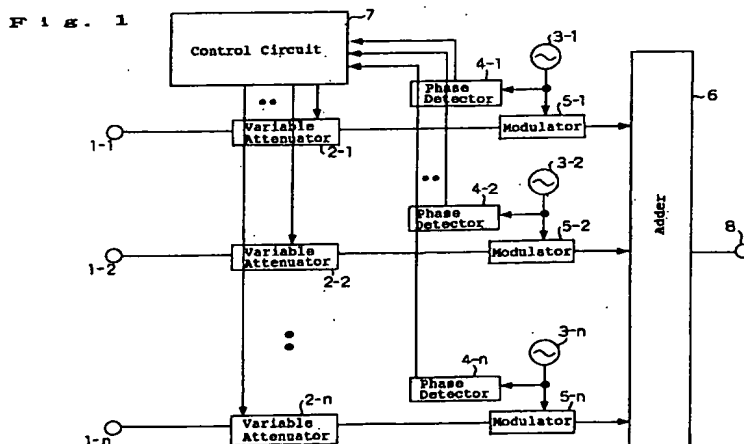 Fig. 1
7
Control Circuit
3-1
4-1
Phase
Detector
6
5-1
Variable
Attenuator
Modulator
1-1
2-1
3-2
4-2
Phase
Detector
5-2
Adder
Variable
Attenuator
Modulator
8
1-2
2-2
3-n
4-n
Phase
Detector
2-n
5-n
Variable
Attenuator
Modulator
1-n